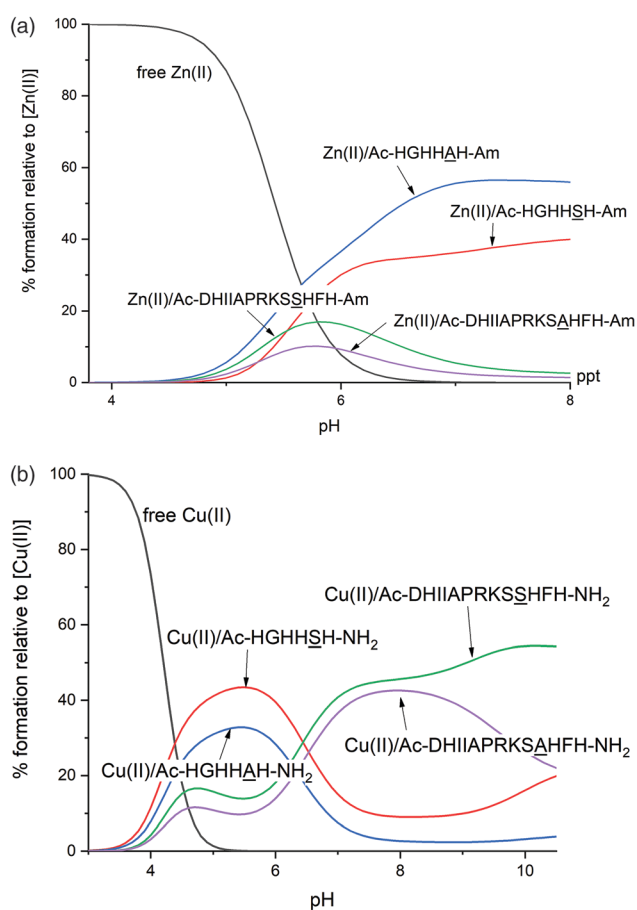 (a)
% formation relative to [Zn(II)]
100
80
60
40
20
0
free Zn(II)
Zn(II)/Ac-HGHHAH-Am
Zn(II)/Ac-HGHHSH-Am
Zn(II)/Ac-DHIIAPRKSSHFH-Am
Zn(II)/Ac-DHIIAPRKSAHFH-Am
ppt
4
6
8
pH
(b)
% formation relative to [Cu(II)]
100
80
60
40
20
0
free Cu(II)
Cu(II)/Ac-DHIIAPRKSSHFH-NH2
Cu(II)/Ac-HGHHSH-NH2
Cu(II)/Ac-DHIIAPRKSAHFH-NH2
Cu(II)/Ac-HGHHAH-NH2
4
6
8
10
pH